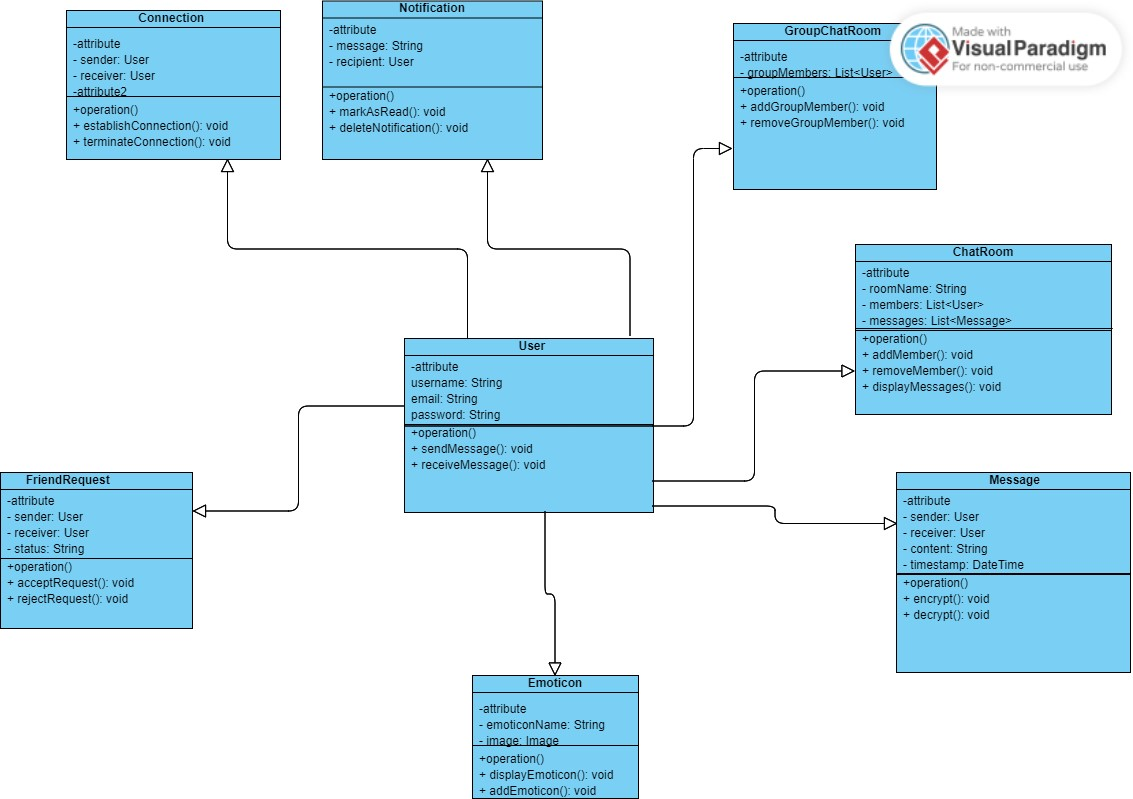 Connection
-attribute
- sender: User
- receiver: User
-attribute2
+operation()
+ establishConnection(): void
+ terminateConnection(): void
Notification
-attribute
- message: String
- recipient: User
+operation()
+ markAsRead(): void
+ deleteNotification(): void
GroupChatRoom
-attribute
- groupMembers: List<User>
+operation()
+ addGroupMember(): void
+ removeGroupMember(): void
Made with
Visual Paradigm
For non-commercial use
ChatRoom
-attribute
- roomName: String
- members: List<User>
- messages: List<Message>
+operation()
+ addMember(): void
+ removeMember(): void
+ displayMessages(): void
User
-attribute
username: String
email: String
password: String
+operation()
+ sendMessage(): void
+ receiveMessage(): void
FriendRequest
-attribute
- sender: User
- receiver: User
- status: String
+operation()
+ acceptRequest(): void
+ rejectRequest(): void
Message
-attribute
- sender: User
- receiver: User
- content: String
- timestamp: DateTime
+operation()
+ encrypt(): void
+ decrypt(): void
Emoticon
-attribute
- emoticonName: String
- image: Image
+operation()
+ displayEmoticon(): void
+ addEmoticon(): void